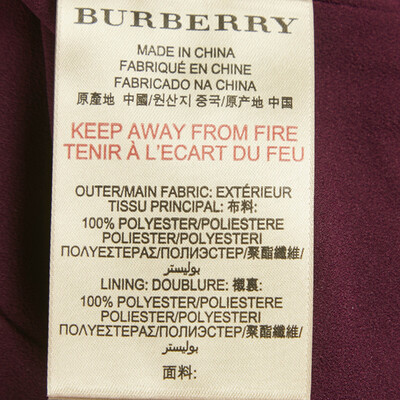 BURBERRY
MADE IN CHINA
FABRIQUÉ EN CHINE
FABRICADO NA CHINA
原產地 中國/원산지 중국/原产地 中国
KEEP AWAY FROM FIRE
TENIR À L'ECART DU FEU
OUTER/MAIN FABRIC: EXTÉRIEUR
TISSU PRINCIPAL: 布料:
100% POLYESTER/POLIESTERE
POLIESTER/POLYESTERI
ΠΟΛΥΕΣΤΕΡΑΣ/ПОЛИЭСТЕР/聚酯纖維/
بوليستر/
LINING: DOUBLURE: 襯裏:
100% POLYESTER/POLIESTERE
POLIESTER/POLYESTERI
ΠΟΛΥΕΣΤΕΡΑΣ/ПОЛИЭСТЕР/聚酯纖維/
بوليستر/
面料: